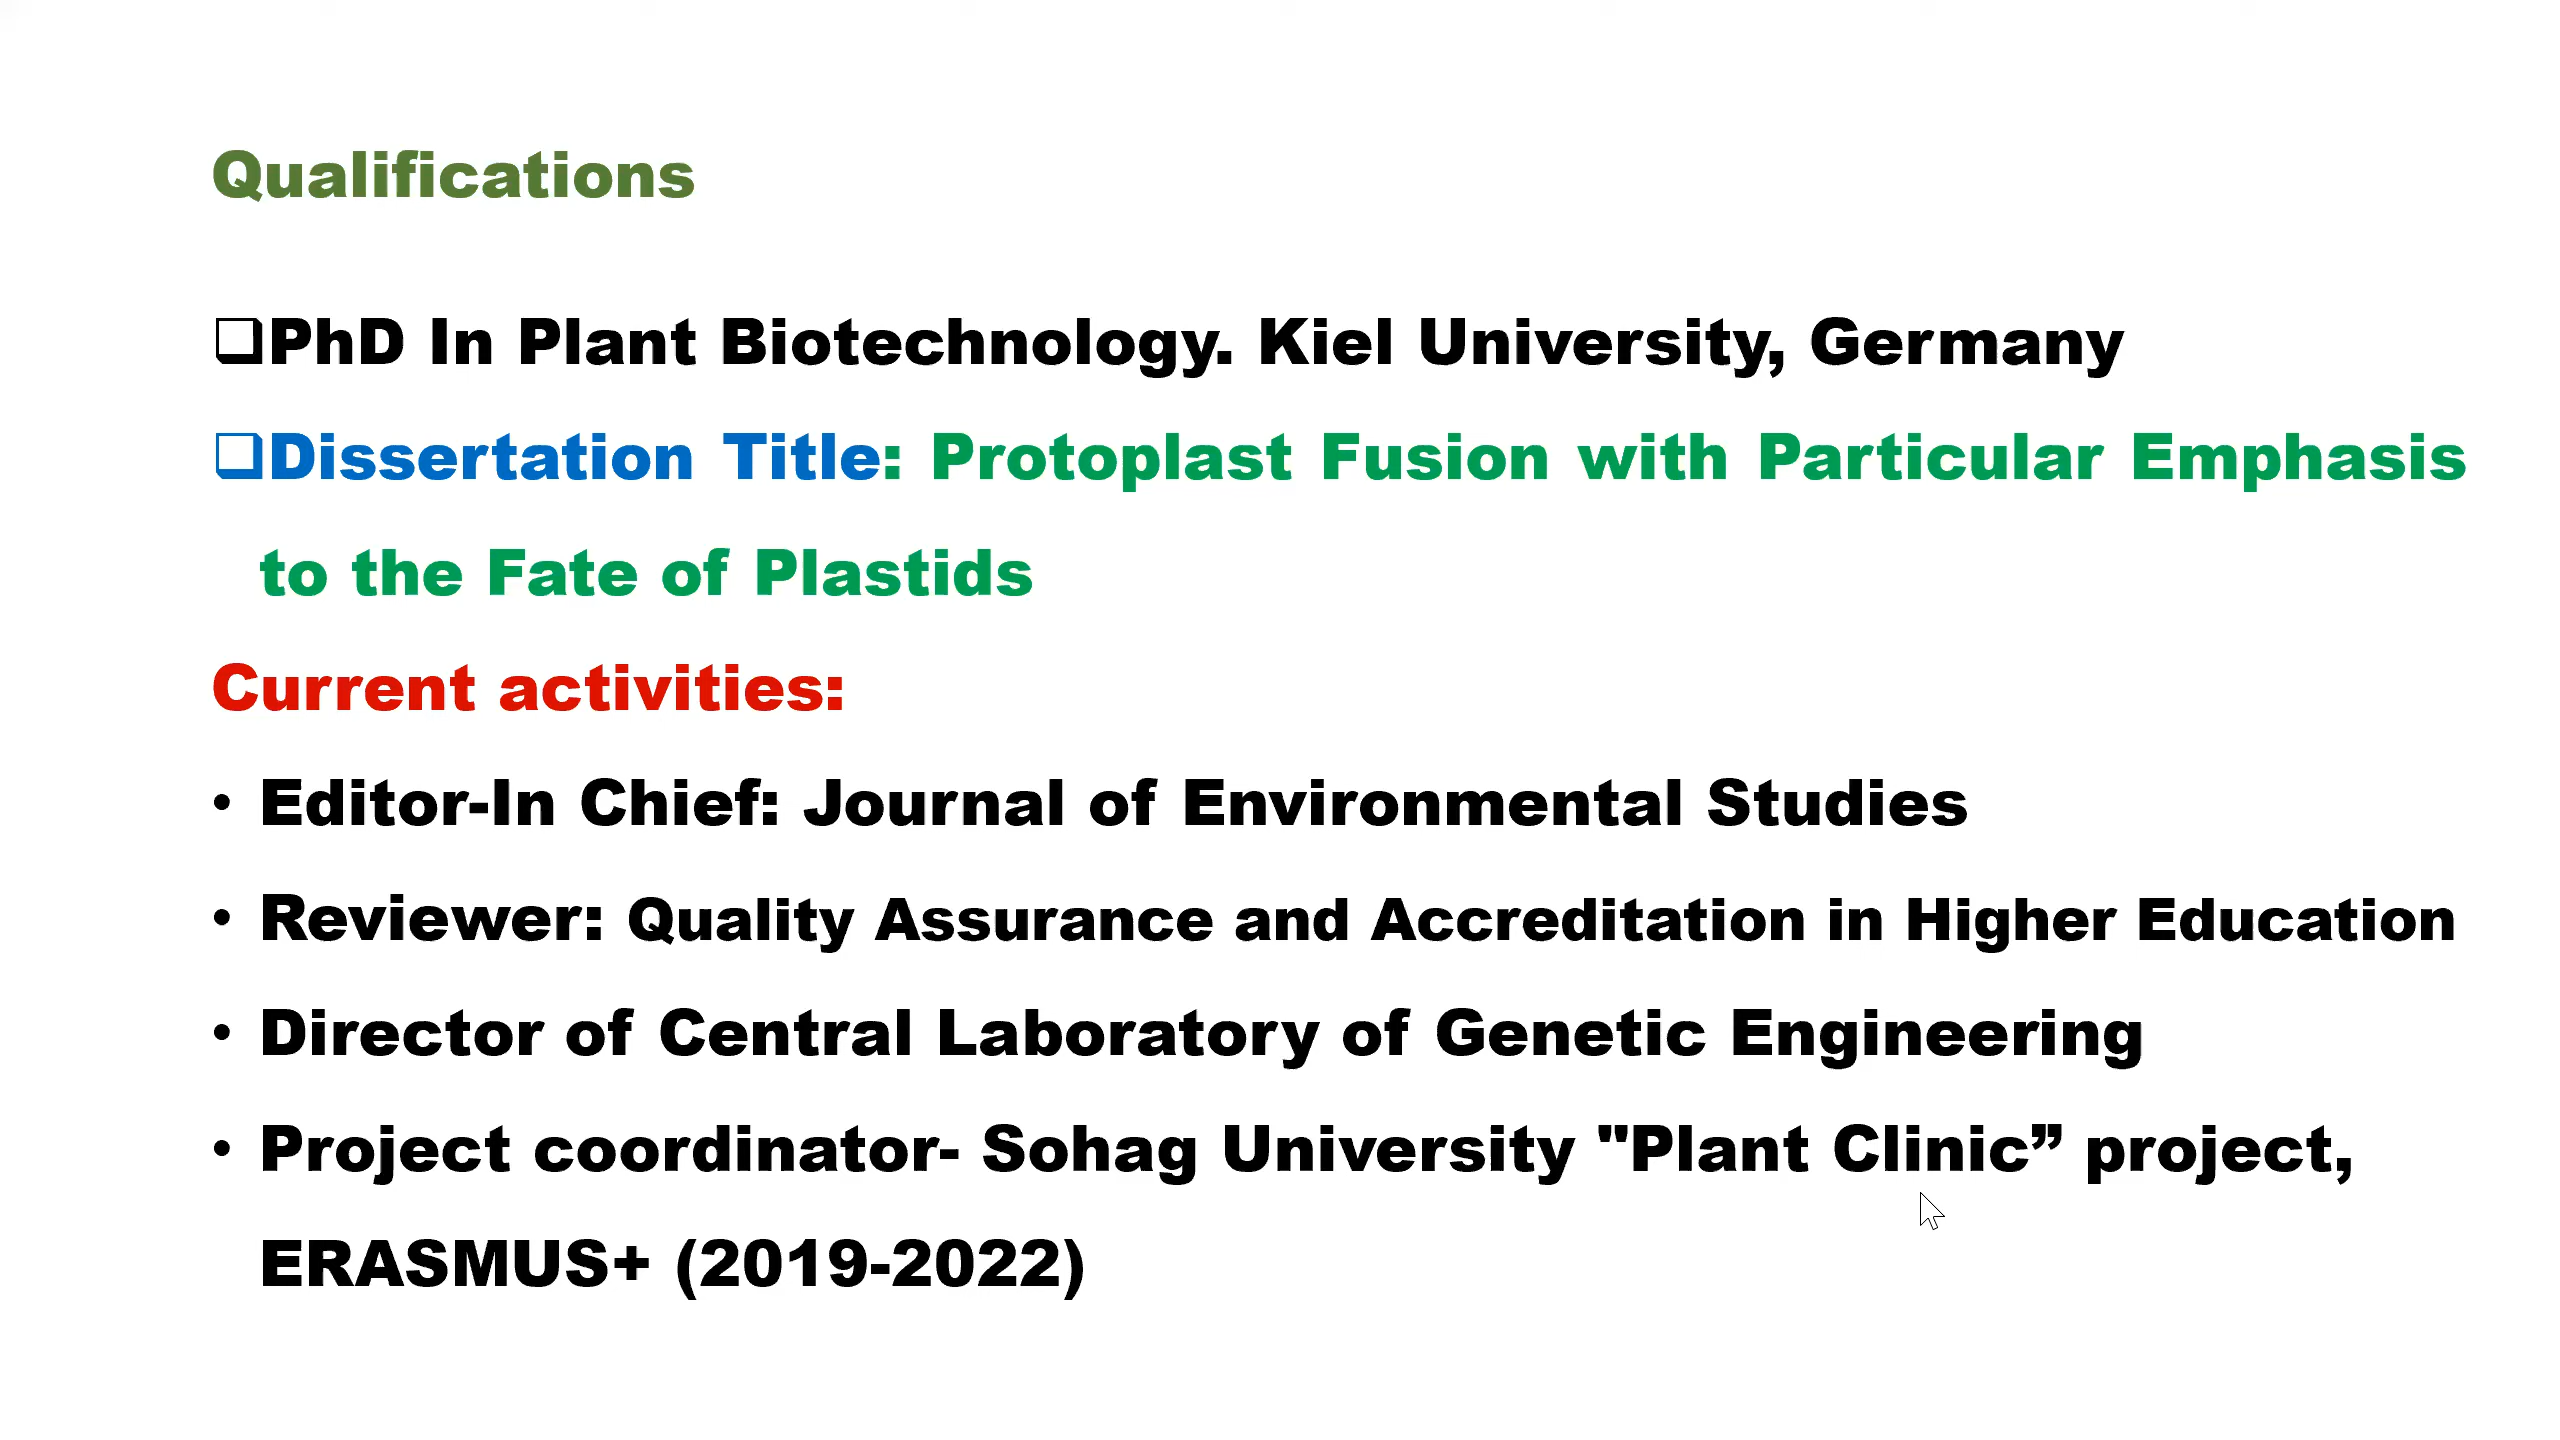 Qualifications
❑PhD In Plant Biotechnology. Kiel University, Germany
❑Dissertation Title: Protoplast Fusion with Particular Emphasis
to the Fate of Plastids
Current activities:
• Editor-In Chief: Journal of Environmental Studies
• Reviewer: Quality Assurance and Accreditation in Higher Education
• Director of Central Laboratory of Genetic Engineering
• Project coordinator- Sohag University "Plant Clinic” project,
ERASMUS+ (2019-2022)